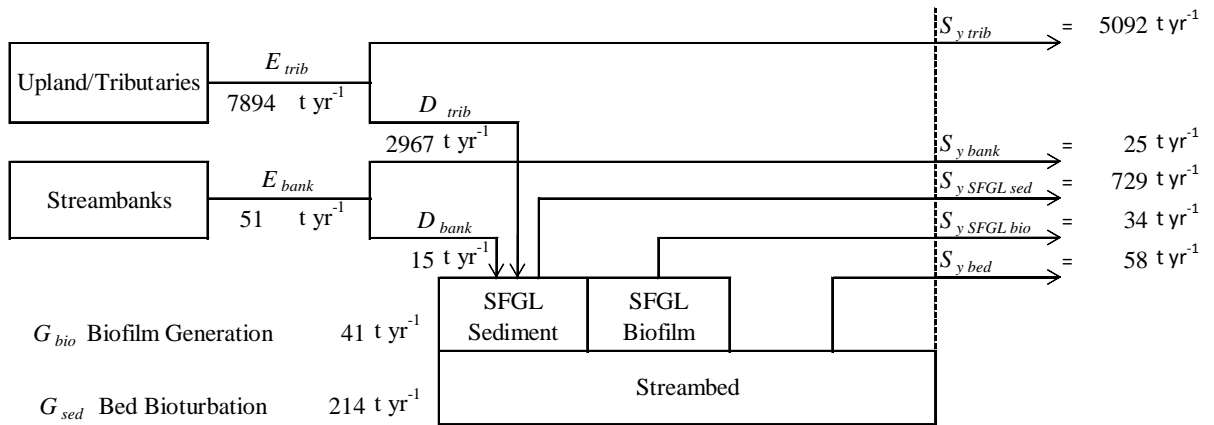 S y trib = 5092 t yr-1
Upland/Tributaries
E trib
7894 t yr-1
D trib
2967 t yr-1
S y bank = 25 t yr-1
Streambanks
E bank
51 t yr-1
S y SFGL sed = 729 t yr-1
D bank
15 t yr-1
S y SFGL bio = 34 t yr-1
S y bed = 58 t yr-1
SFGL
Sediment
SFGL
Biofilm
G bio Biofilm Generation 41 t yr-1
Streambed
G sed Bed Bioturbation 214 t yr-1